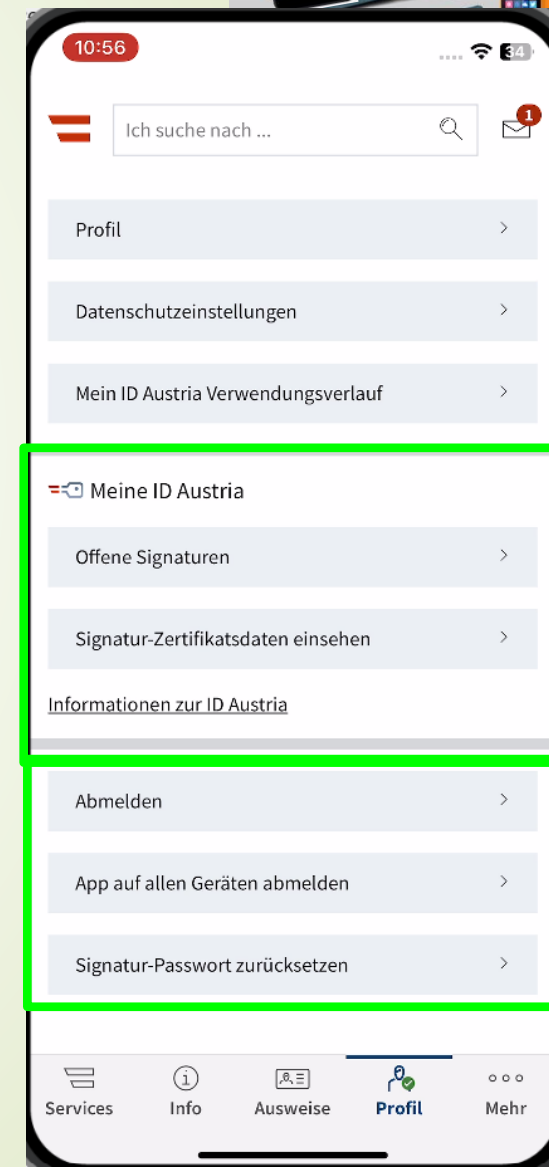 10:56
34
Ich suche nach ...
1
Profil
Datenschutzeinstellungen
Mein ID Austria Verwendungsverlauf
Meine ID Austria
Offene Signaturen
Signatur-Zertifikatsdaten einsehen
Informationen zur ID Austria
Abmelden
App auf allen Geräten abmelden
Signatur-Passwort zurücksetzen
Services Info Ausweise Profil Mehr